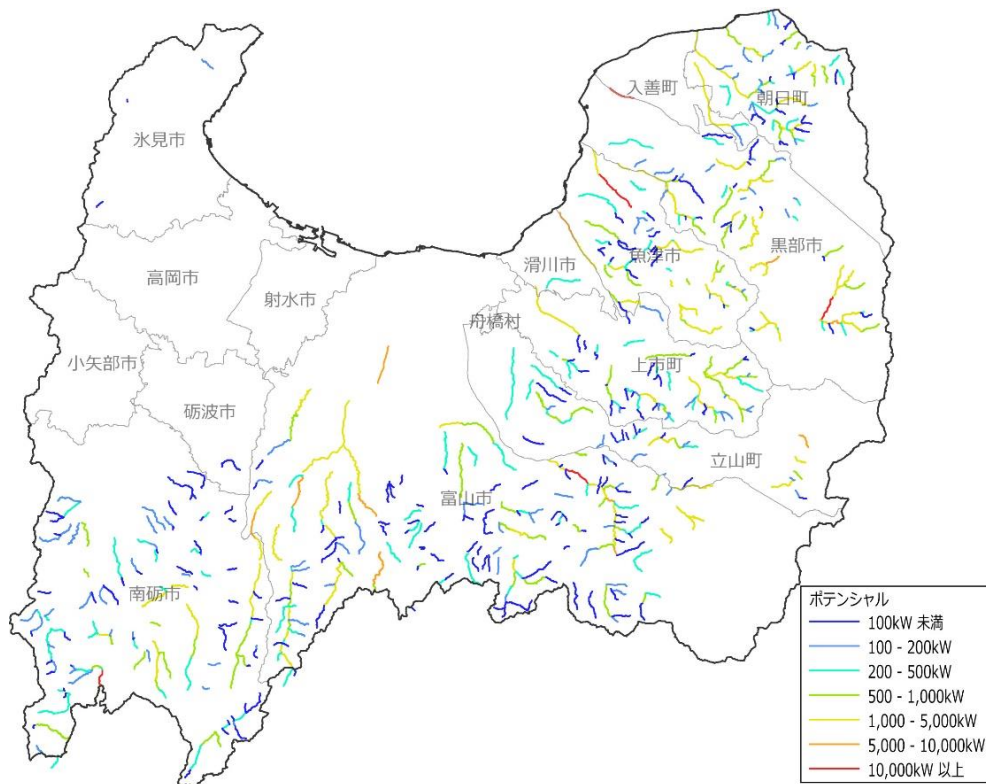 入善町
朝日町
氷見市
黒部市
魚津市
滑川市
高岡市
射水市
舟橋村
小矢部市
上市町
砺波市
立山町
富山市
南砺市
ポテンシャル
100kW 未満
100 - 200kW
200 - 500kW
500 - 1,000kW
1,000 - 5,000kW
5,000 - 10,000kW
10,000kW 以上